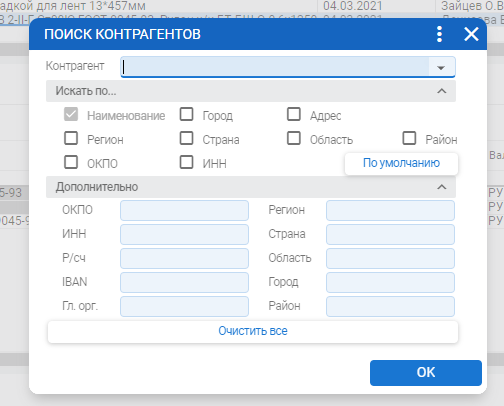 адкой для лент 13*457мм 04.03.2021 Зайцев О.В
ПОИСК КОНТРАГЕНТОВ
Контрагент
Искать по...
Наименование Город Адрес
Регион Страна Область Район
ОКПО ИНН По умолчанию
Дополнительно
ОКПО Регион
ИНН Страна
Р/сч Область
IBAN Город
Гл. орг. Район
Очистить все
OK
5-93
РУ
РУ
9045-9
РУ
Ва